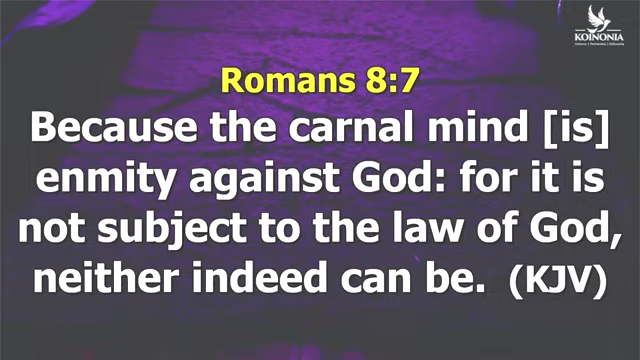 KOINONIA
Romans 8:7
Because the carnal mind [is]
enmity against God: for it is
not subject to the law of God,
neither indeed can be. (KJV)